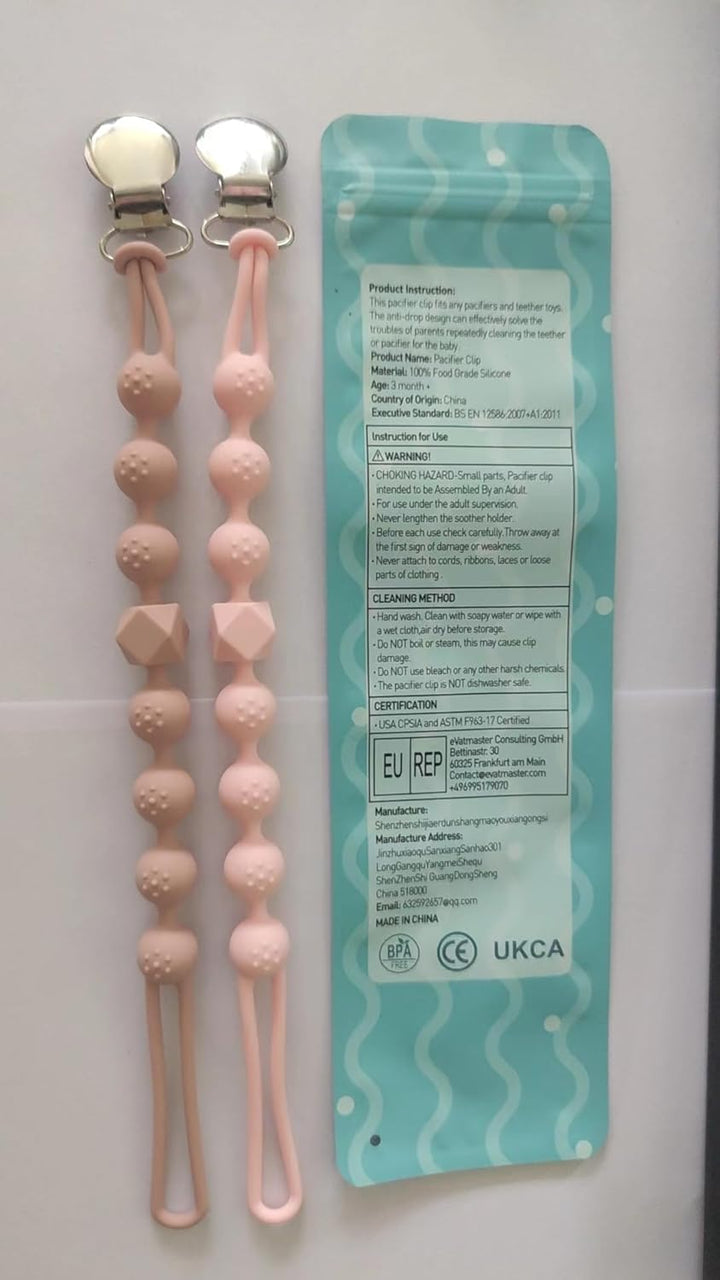 Product Instruction:
This pacifier clip fits any pacifiers and teether toys.
The anti-drop design can effectively solve the
troubles of parents repeatedly cleaning the teether
or pacifier for the baby.
Product Name: Pacifier Clip
Material: 100% Food Grade Silicone
Age: 3 month +
Country of Origin: China
Executive Standard: BS EN 12586:2007+A1:2011
Instruction for Use
⚠WARNING!
·CHOKING HAZARD-Small parts, Pacifier clip
intended to be Assembled By an Adult.
·For use under the adult supervision.
·Never lengthen the soother holder.
·Before each use check carefully.Throw away at
the first sign of damage or weakness.
·Never attach to cords, ribbons, laces or loose
parts of clothing .
CLEANING METHOD
·Hand wash, Clean with soapy water or wipe with
a wet cloth,air dry before storage.
·Do NOT boil or steam, this may cause clip
damage.
·Do NOT use bleach or any other harsh chemicals.
·The pacifier clip is NOT dishwasher safe.
CERTIFICATION
·USA CPSIA and ASTM F963-17 Certified
EU REP
eVatmaster Consulting GmbH
Bettinastr. 30
60325 Frankfurt am Main
Contact@evatmaster.com
+496995179070
Manufacture:
Shenzhenshijiaerdunshangmaoyouxiangongsi
Manufacture Address:
JinzhuxiaoquSanxiangSanhao301
LongGangquYangmeiShequ
ShenZhenShi GuangDongSheng
China 518000
Email: 632592657@qq.com
MADE IN CHINA
BPA
FREE
CE
UKCA